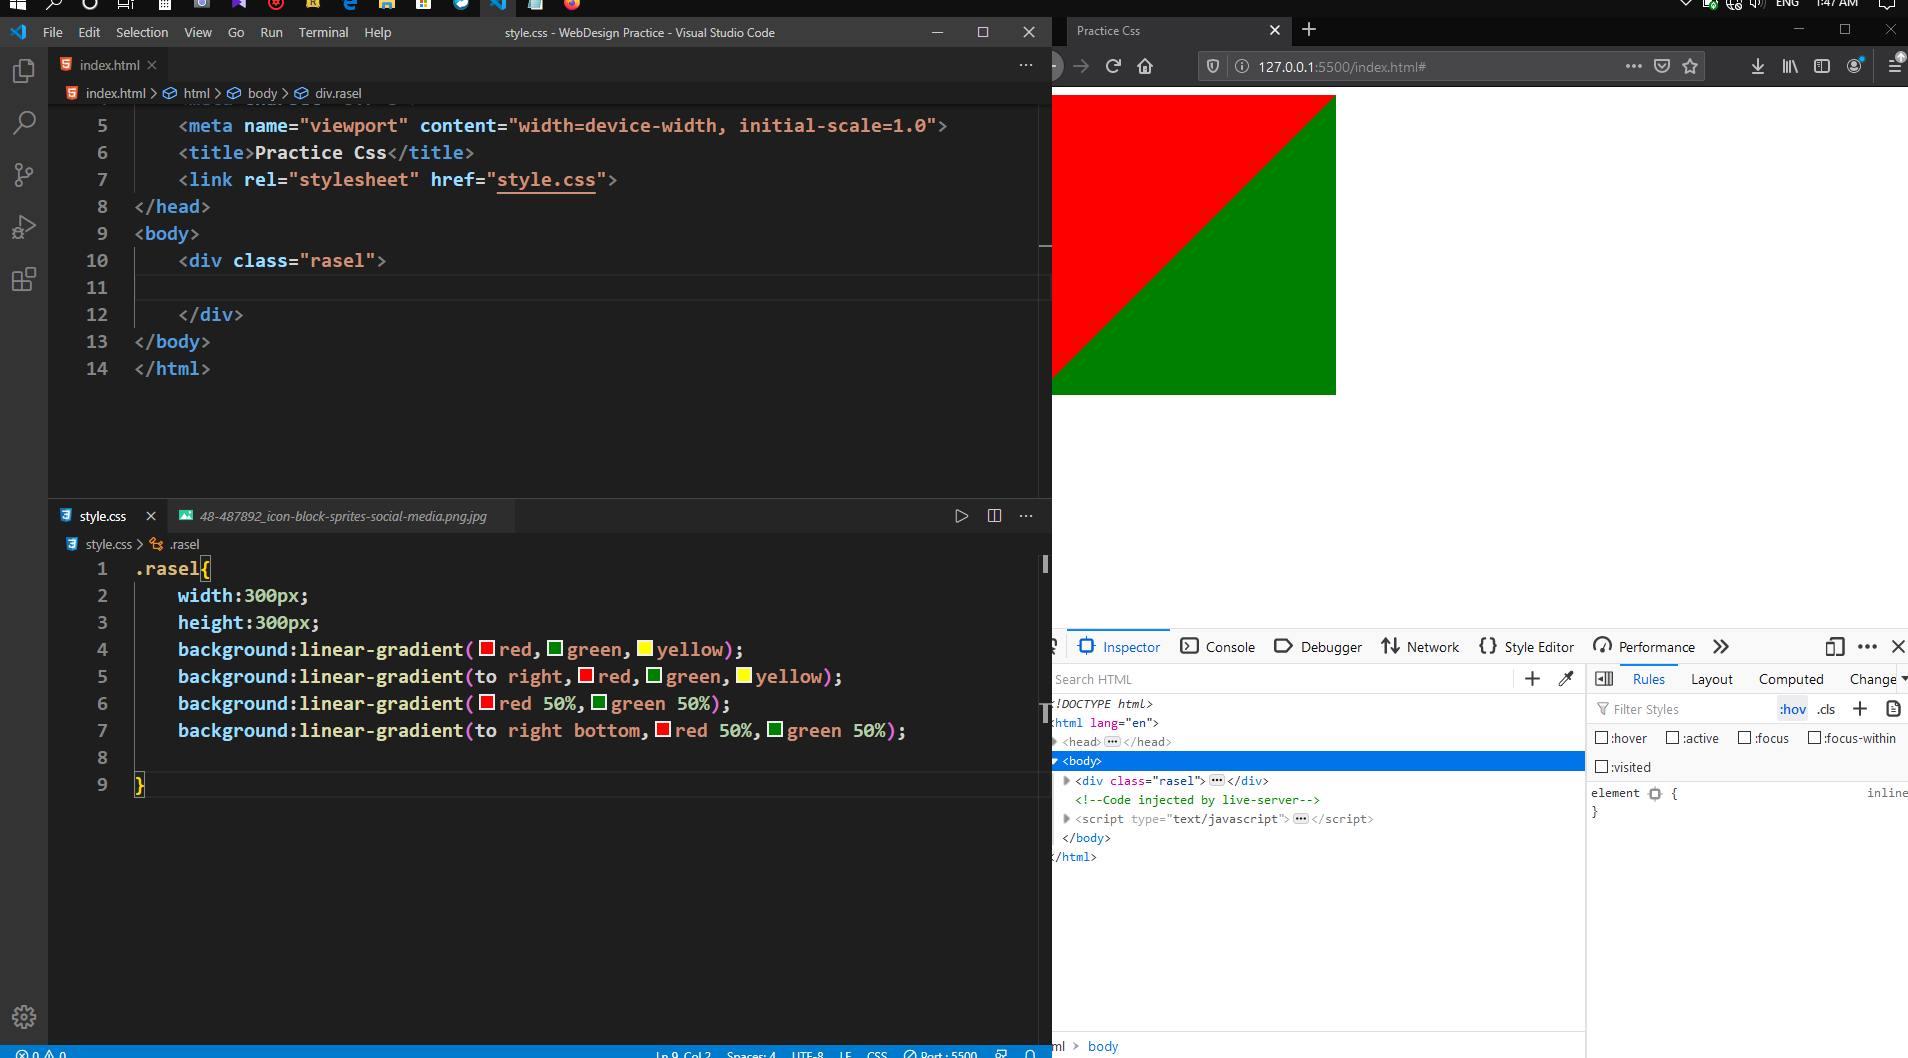 ENG 1:47 AM
File Edit Selection View Go Run Terminal Help style.css - WebDesign Practice - Visual Studio Code
index.html
index.html > html > body > div.rasel
5 <meta name="viewport" content="width=device-width, initial-scale=1.0">
6 <title>Practice Css</title>
7 <link rel="stylesheet" href="style.css">
8 </head>
9 <body>
10 <div class="rasel">
11
12 </div>
13 </body>
14 </html>
style.css 48-487892_icon-block-sprites-social-media.png.jpg
style.css > .rasel
1 .rasel{
2 width:300px;
3 height:300px;
4 background:linear-gradient(red,green,yellow);
5 background:linear-gradient(to right,red,green,yellow);
6 background:linear-gradient(red 50%,green 50%);
7 background:linear-gradient(to right bottom,red 50%,green 50%);
8
9 }
0 0 Ln 9, Col 2 Spaces: 4 UTF-8 LF CSS Port : 5500
Practice Css
127.0.0.1:5500/index.html#
Inspector Console Debugger Network Style Editor Performance
Search HTML
<!DOCTYPE html>
<html lang="en">
<head></head>
<body>
<div class="rasel"></div>
<!--Code injected by live-server-->
<script type="text/javascript"></script>
</body>
</html>
ml > body
Rules Layout Computed Change
Filter Styles :hov .cls
:hover :active :focus :focus-within
:visited
element { inline
}